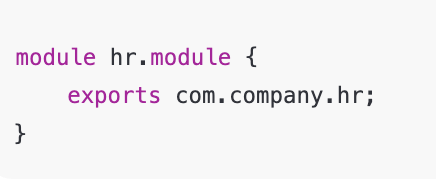 module hr.module {
    exports com.company.hr;
}